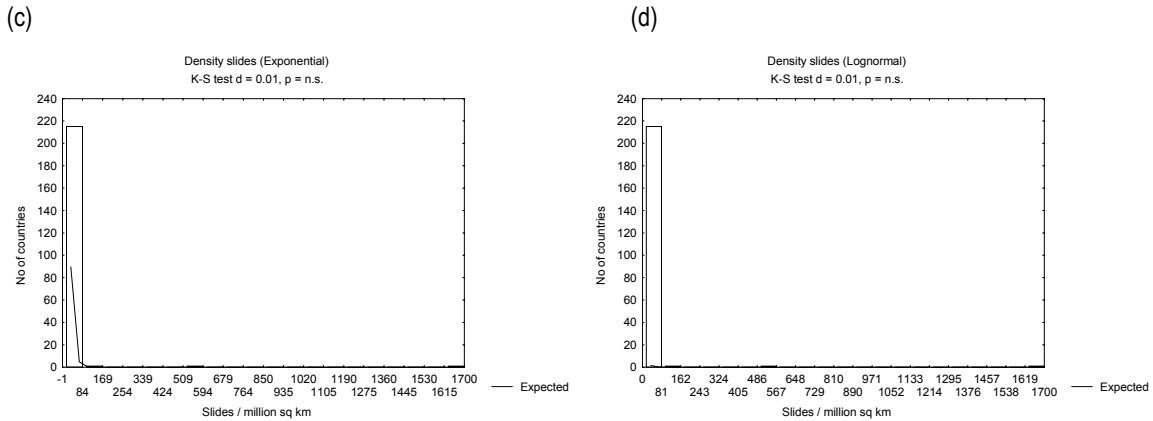 (c)
Density slides (Exponential)
K-S test d = 0.01, p = n.s.
240
220
200
180
160
140
120
100
80
60
40
20
0
No of countries
-1 169 339 509 679 850 1020 1190 1360 1530 1700
84 254 424 594 764 935 1105 1275 1445 1615
Slides / million sq km
Expected
(d)
Density slides (Lognormal)
K-S test d = 0.01, p = n.s.
240
220
200
180
160
140
120
100
80
60
40
20
0
No of countries
0 162 324 486 648 810 971 1133 1295 1457 1619
81 243 405 567 729 890 1052 1214 1376 1538 1700
Slides / million sq km
Expected